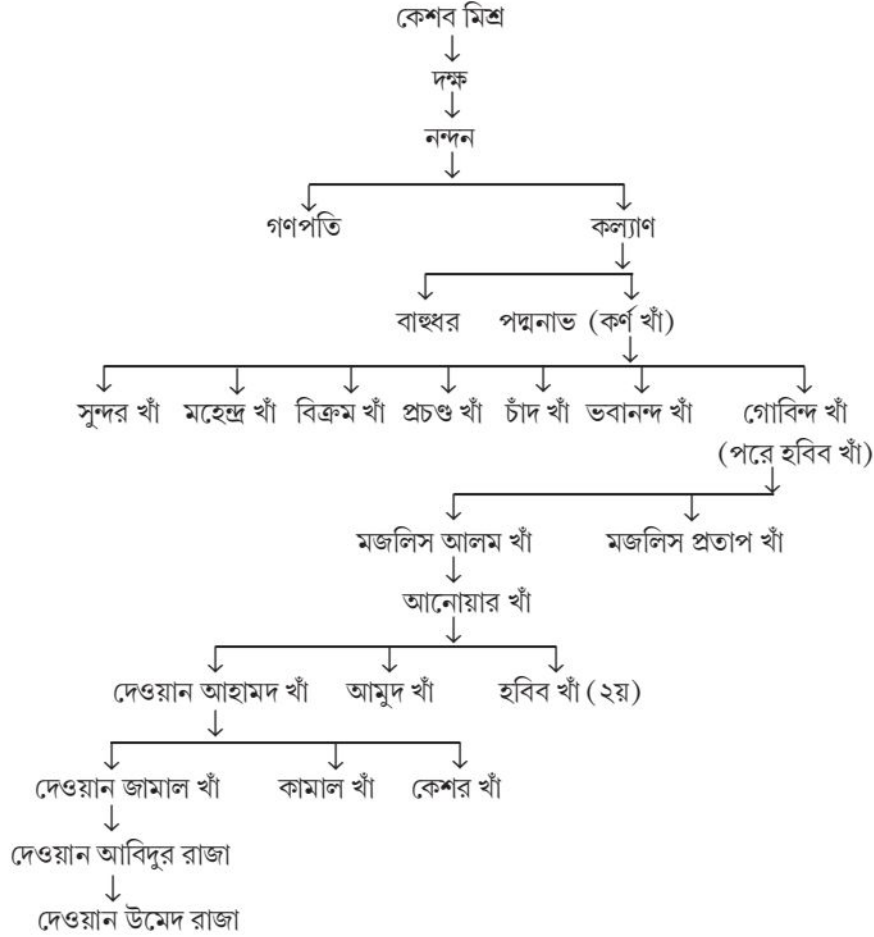 কেশব মিশ্র
দক্ষ
নন্দন
গণপতি কল্যাণ
বাহুধর পদ্মনাভ (কর্ণ খাঁ)
সুন্দর খাঁ মহেন্দ্র খাঁ বিক্রম খাঁ প্রচণ্ড খাঁ চাঁদ খাঁ ভবানন্দ খাঁ গোবিন্দ খাঁ
(পরে হবিব খাঁ)
মজলিস আলম খাঁ মজলিস প্রতাপ খাঁ
আনোয়ার খাঁ
দেওয়ান আহামদ খাঁ আমুদ খাঁ হবিব খাঁ (২য়)
দেওয়ান জামাল খাঁ কামাল খাঁ কেশর খাঁ
দেওয়ান আবিদুর রাজা
দেওয়ান উমেদ রাজা